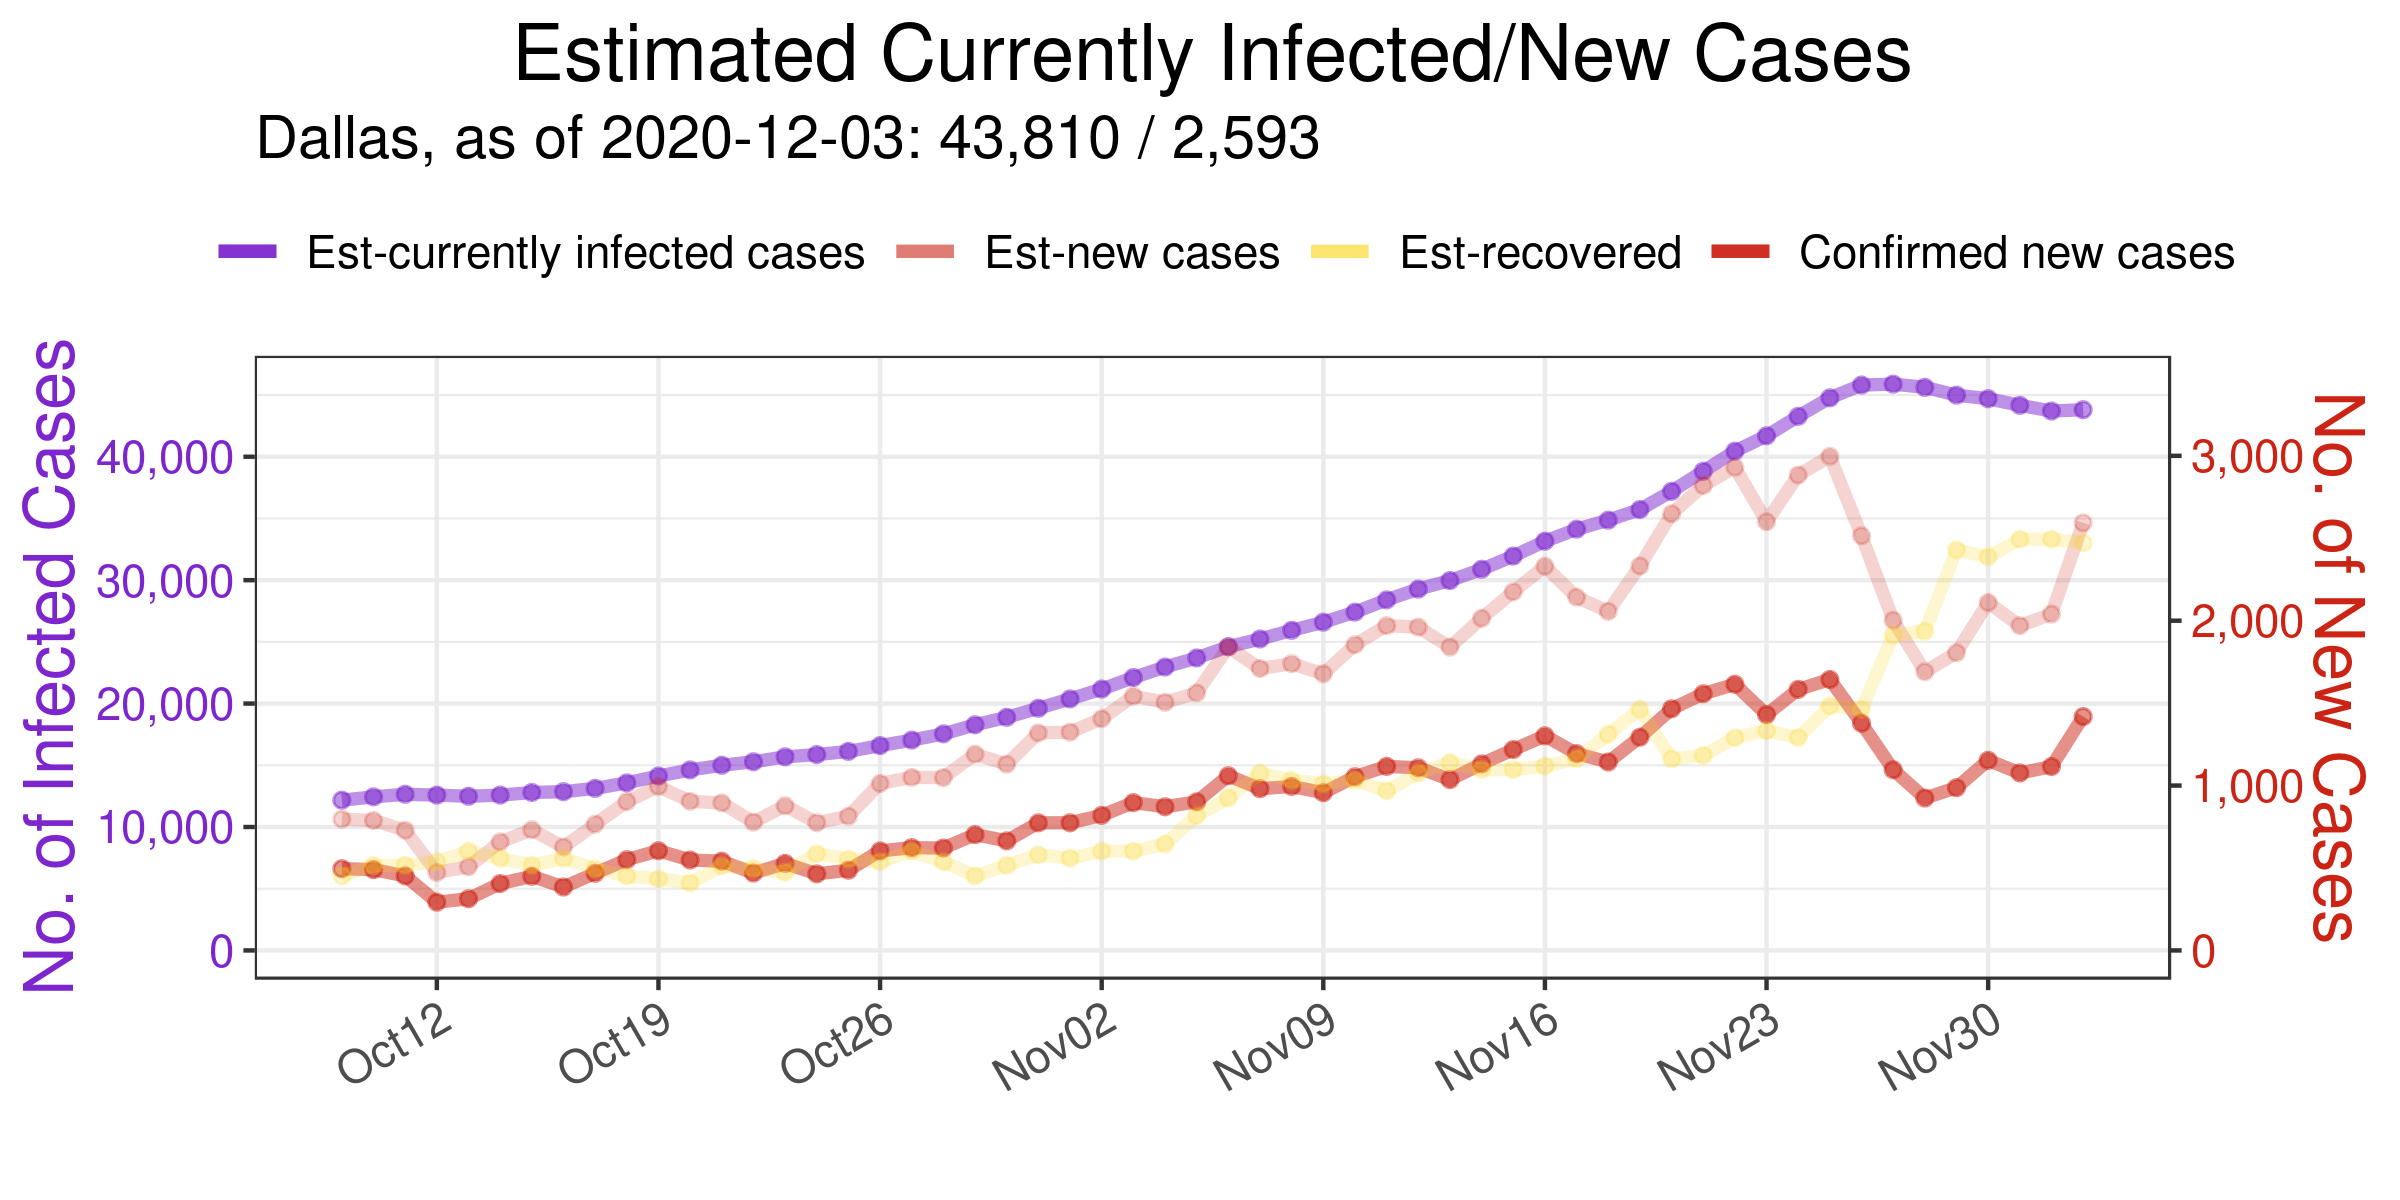 Estimated Currently Infected/New Cases
Dallas, as of 2020-12-03: 43,810 / 2,593
Est-currently infected cases Est-new cases Est-recovered Confirmed new cases
No. of Infected Cases
40,000
30,000
20,000
10,000
0
3,000
2,000
1,000
0
No. of New Cases
Oct12 Oct19 Oct26 Nov02 Nov09 Nov16 Nov23 Nov30